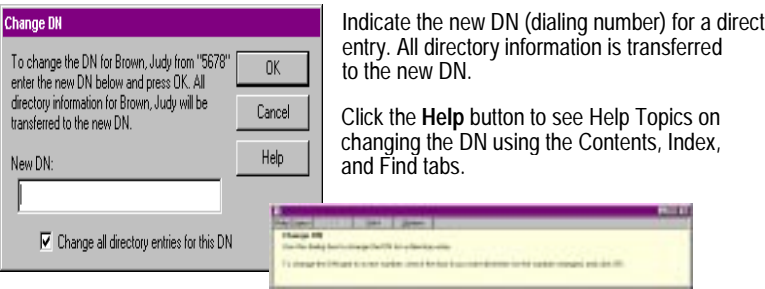 Change DN
To change the DN for Brown, Judy from "5678"
enter the new DN below and press OK. All
directory information for Brown, Judy will be
transferred to the new DN.
OK
Cancel
Help
New DN:
Change all directory entries for this DN
Indicate the new DN (dialing number) for a direct
entry. All directory information is transferred
to the new DN.
Click the Help button to see Help Topics on
changing the DN using the Contents, Index,
and Find tabs.
Change DN